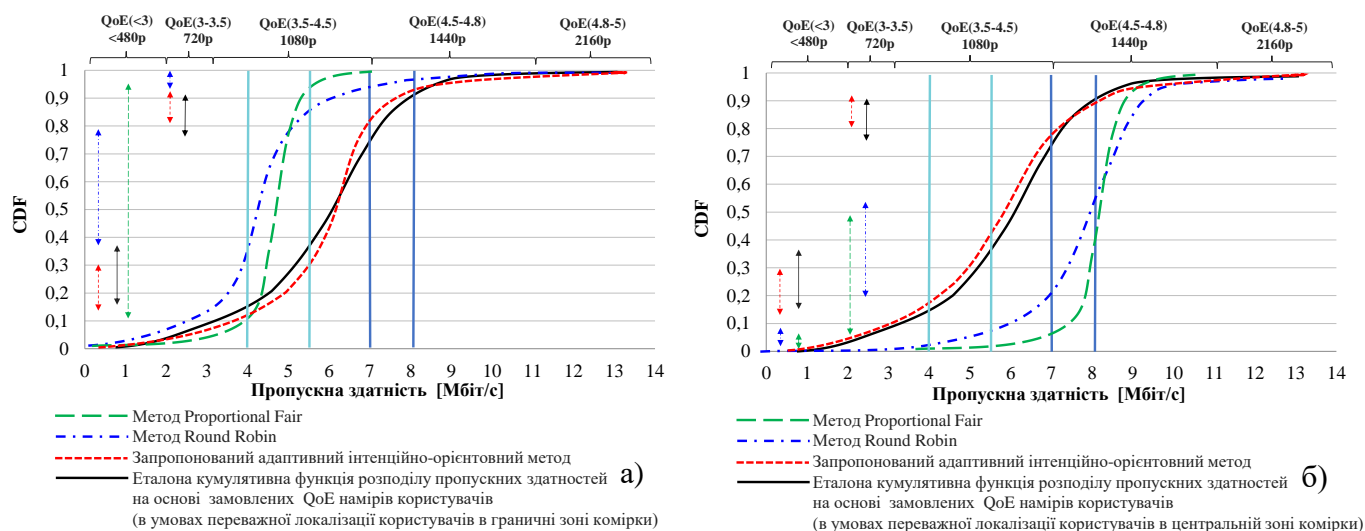 QoE(<3) QoE(3-3.5) QoE(3.5-4.5) QoE(4.5-4.8) QoE(4.8-5)
<480p 720p 1080p 1440p 2160p
1
0,9
0,8
0,7
0,6
0,5
0,4
0,3
0,2
0,1
0
CDF
0 1 2 3 4 5 6 7 8 9 10 11 12 13 14
Пропускна здатність [Мбіт/с]
Метод Proportional Fair
Метод Round Robin
Запропонований адаптивний інтенційно-орієнтовний метод
Еталона кумулятивна функція розподілу пропускних здатностей
на основі замовлених QoE намірів користувачів
(в умовах переважної локалізації користувачів в граничні зоні комірки)
а)
QoE(<3) QoE(3-3.5) QoE(3.5-4.5) QoE(4.5-4.8) QoE(4.8-5)
<480p 720p 1080p 1440p 2160p
1
0,9
0,8
0,7
0,6
0,5
0,4
0,3
0,2
0,1
0
CDF
0 1 2 3 4 5 6 7 8 9 10 11 12 13 14
Пропускна здатність [Мбіт/с]
Метод Proportional Fair
Метод Round Robin
Запропонований адаптивний інтенційно-орієнтовний метод
Еталона кумулятивна функція розподілу пропускних здатностей
на основі замовлених QoE намірів користувачів
(в умовах переважної локалізації користувачів в центральній зоні комірки)
б)